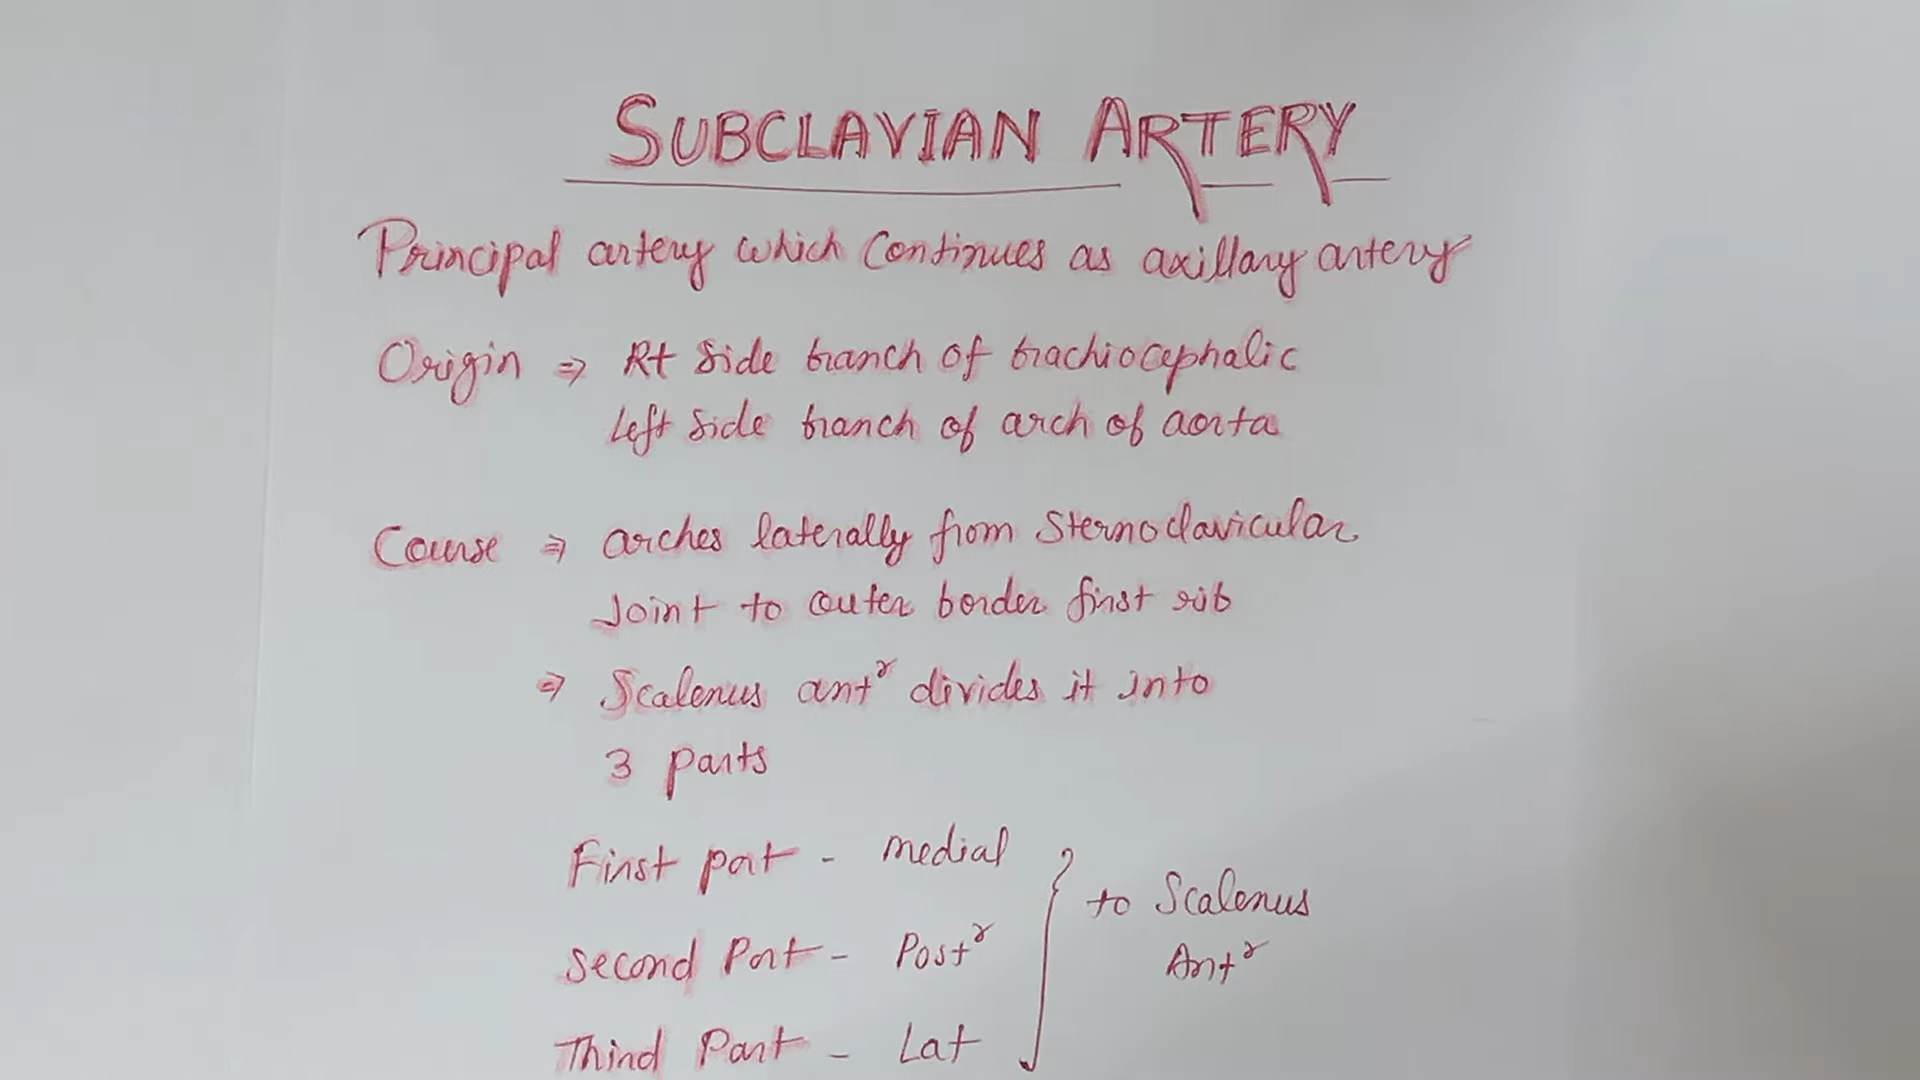 SUBCLAVIAN ARTERY
Principal artery which Continues as axillary artery
Origin ⇒ Rt Side branch of brachiocephalic
left Side branch of arch of aorta
Course ⇒ arches laterally from Sternoclavicular
Joint to outer border first rib
⇒ Scalenus antʳ divides it into
3 parts
First part - medial
Second Part - Postʳ
} to Scalenus
Antʳ
Third Part - Lat